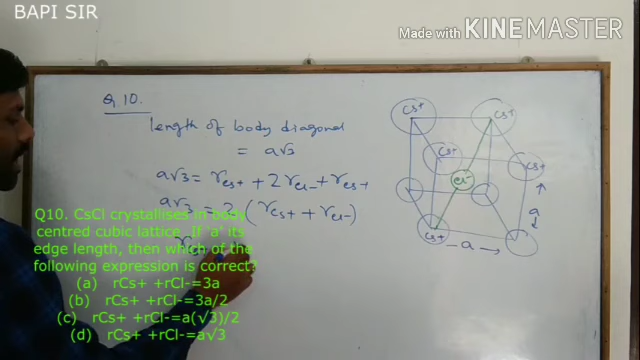 BAPI SIR
Made with KINEMASTER
Q 10.
length of body diagonal
= a√3
a√3 = rCs+ + 2rCl- + rCs+
a√3 = 2 (rCs+ + rCl-)
Q10. CsCl crystallises in body
centred cubic lattice. If 'a' its
edge length, then which of the
following expression is correct?
(a) rCs+ +rCl-=3a
(b) rCs+ +rCl-=3a/2
(c) rCs+ +rCl-=a(√3)/2
(d) rCs+ +rCl-=a√3
Cs+
Cs+
Cs+
Cs+
Cl-
a
Cs+
a